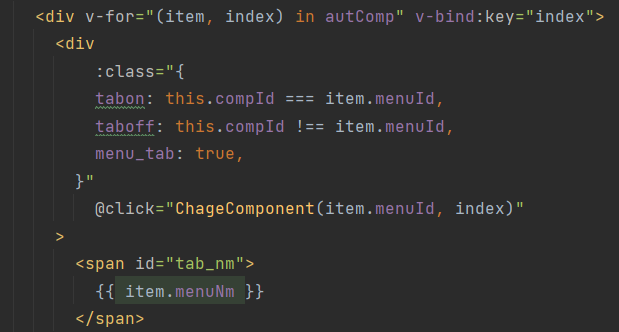 <div v-for="(item, index) in autComp" v-bind:key="index">
<div
:class="{
tabon: this.compId === item.menuId,
taboff: this.compId !== item.menuId,
menu_tab: true,
}"
@click="ChageComponent(item.menuId, index)"
>
<span id="tab_nm">
{{ item.menuNm }}
</span>